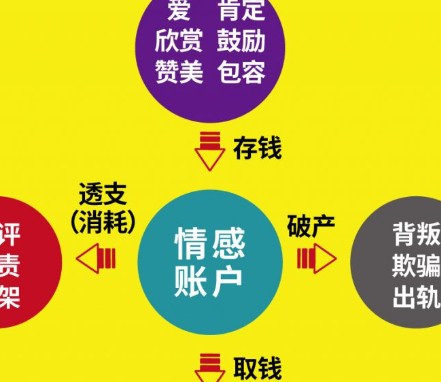 爱 肯定
欣赏 鼓励
赞美 包容
存钱
透支
(消耗)
评
责
架
情感
账户
破产
背叛
欺骗
出轨
取钱